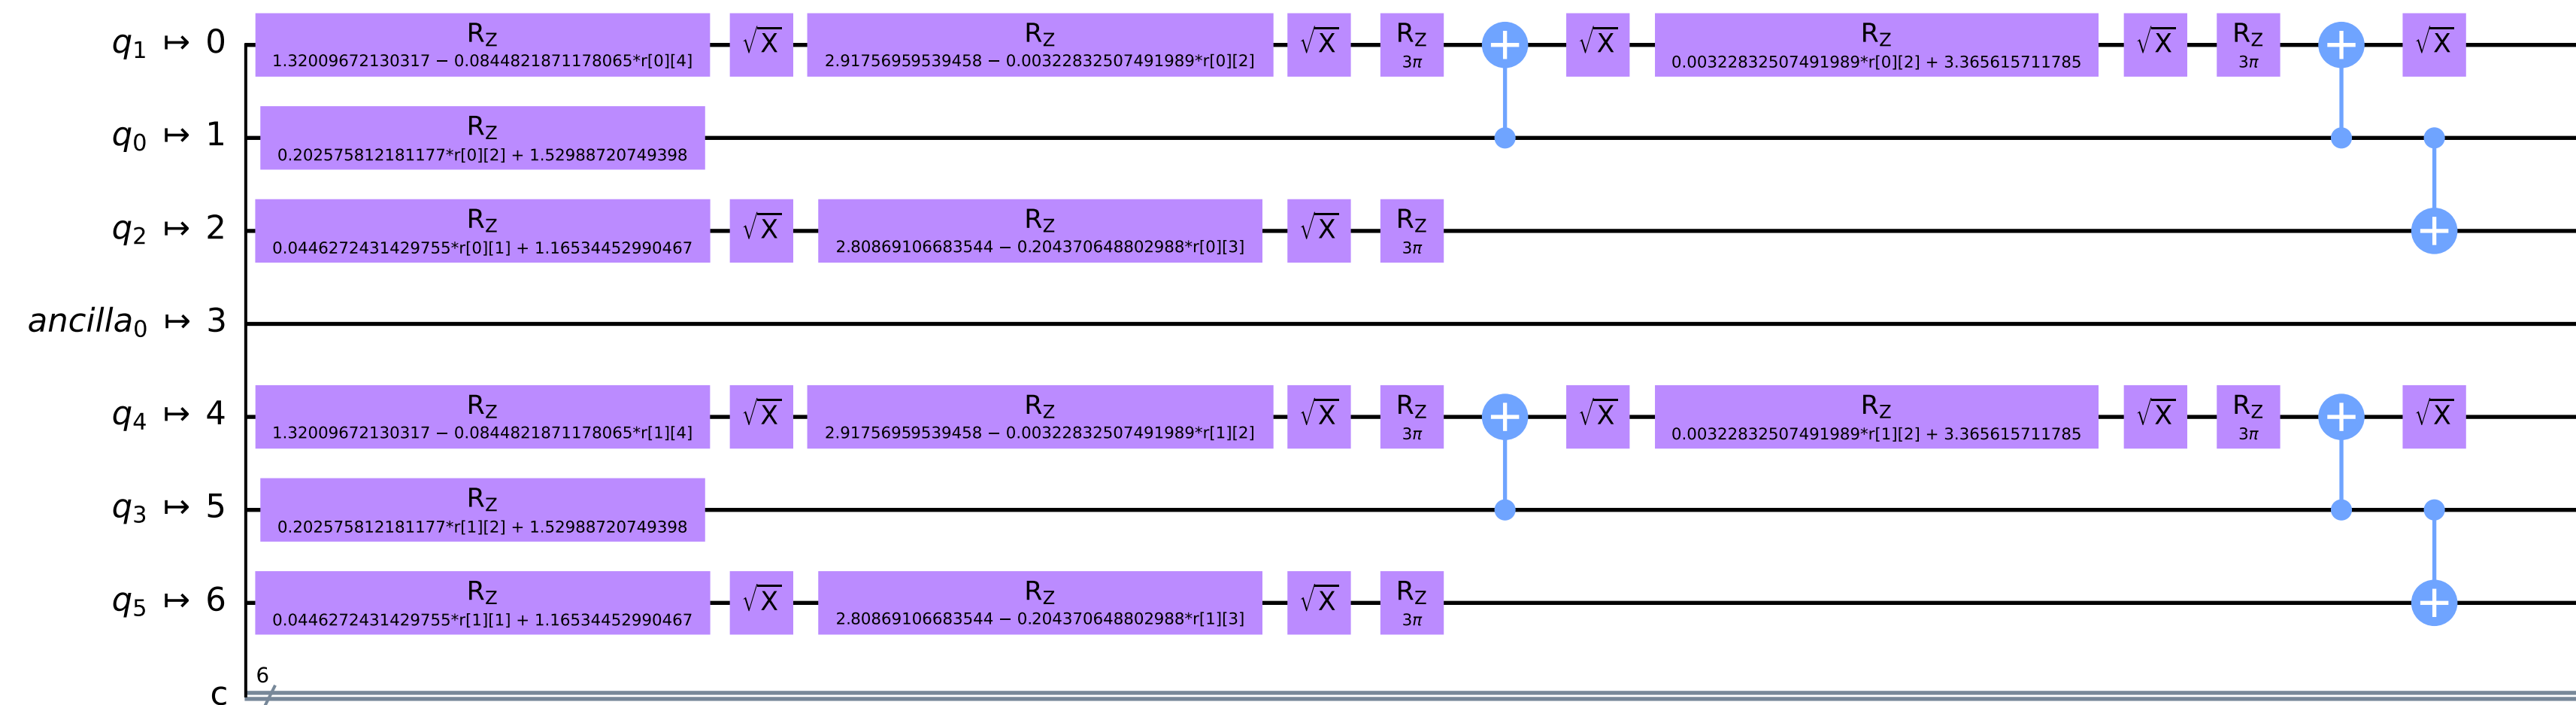 q1 ↦ 0 RZ √X RZ √X RZ √X RZ √X RZ √X
1.32009672130317 − 0.0844821871178065*r[0][4] 2.91756959539458 − 0.00322832507491989*r[0][2] 3π 0.00322832507491989*r[0][2] + 3.365615711785 3π
q0 ↦ 1 RZ
0.202575812181177*r[0][2] + 1.52988720749398
q2 ↦ 2 RZ √X RZ √X RZ
0.0446272431429755*r[0][1] + 1.16534452990467 2.80869106683544 − 0.204370648802988*r[0][3] 3π
ancilla0 ↦ 3
q4 ↦ 4 RZ √X RZ √X RZ √X RZ √X RZ √X
1.32009672130317 − 0.0844821871178065*r[1][4] 2.91756959539458 − 0.00322832507491989*r[1][2] 3π 0.00322832507491989*r[1][2] + 3.365615711785 3π
q3 ↦ 5 RZ
0.202575812181177*r[1][2] + 1.52988720749398
q5 ↦ 6 RZ √X RZ √X RZ
0.0446272431429755*r[1][1] + 1.16534452990467 2.80869106683544 − 0.204370648802988*r[1][3] 3π
6
c